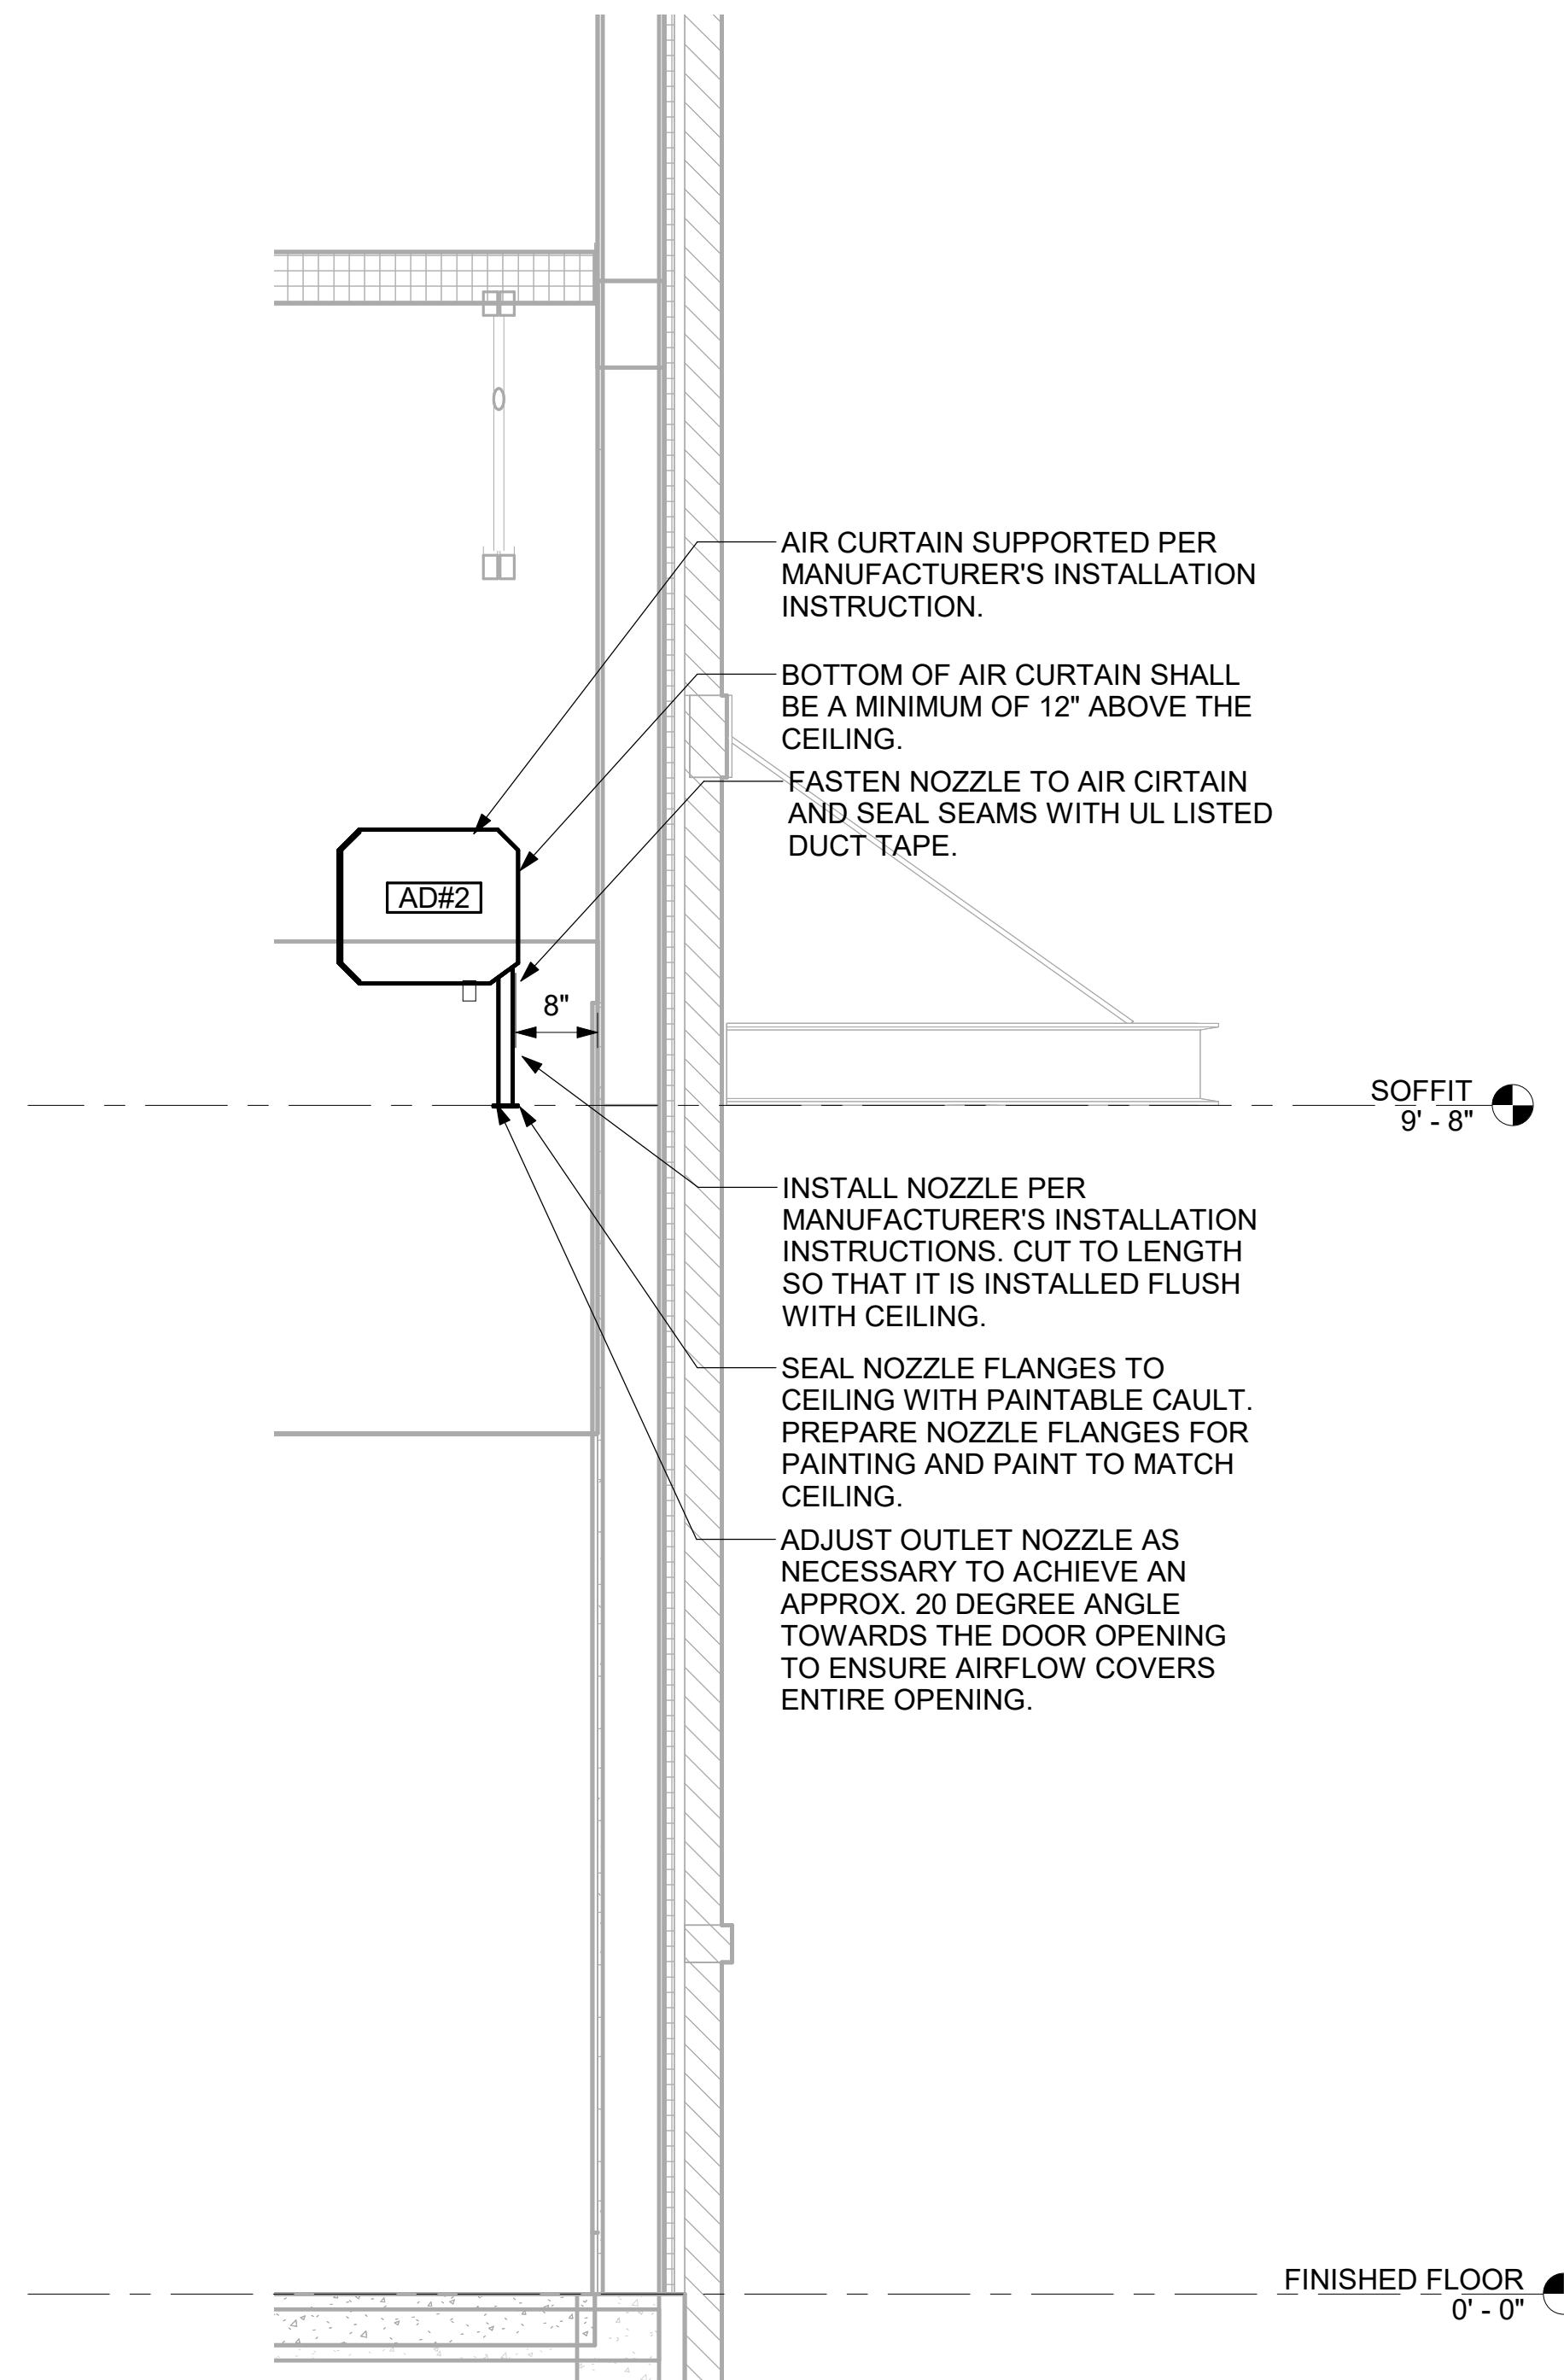 AIR CURTAIN SUPPORTED PER
MANUFACTURER'S INSTALLATION
INSTRUCTION.
BOTTOM OF AIR CURTAIN SHALL
BE A MINIMUM OF 12" ABOVE THE
CEILING.
FASTEN NOZZLE TO AIR CIRTAIN
AND SEAL SEAMS WITH UL LISTED
DUCT TAPE.
AD#2
8"
SOFFIT
9' - 8"
INSTALL NOZZLE PER
MANUFACTURER'S INSTALLATION
INSTRUCTIONS. CUT TO LENGTH
SO THAT IT IS INSTALLED FLUSH
WITH CEILING.
SEAL NOZZLE FLANGES TO
CEILING WITH PAINTABLE CAULT.
PREPARE NOZZLE FLANGES FOR
PAINTING AND PAINT TO MATCH
CEILING.
ADJUST OUTLET NOZZLE AS
NECESSARY TO ACHIEVE AN
APPROX. 20 DEGREE ANGLE
TOWARDS THE DOOR OPENING
TO ENSURE AIRFLOW COVERS
ENTIRE OPENING.
FINISHED FLOOR
0' - 0"